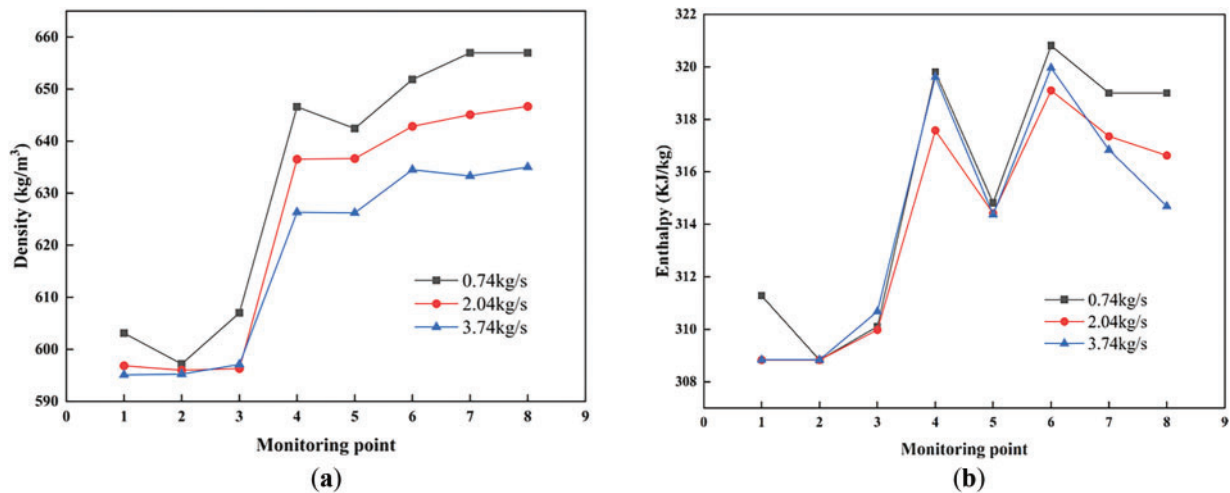 660
650
640
630
620
610
600
590
Density (kg/m³)
0.74kg/s
2.04kg/s
3.74kg/s
0 1 2 3 4 5 6 7 8 9
Monitoring point
(a)
322
320
318
316
314
312
310
308
Enthalpy (KJ/kg)
0.74kg/s
2.04kg/s
3.74kg/s
0 1 2 3 4 5 6 7 8 9
Monitoring point
(b)